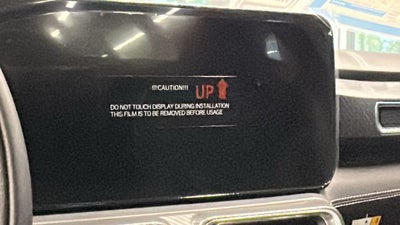 !!!CAUTION!!! UP
DO NOT TOUCH DISPLAY DURING INSTALLATION
THIS FILM IS TO BE REMOVED BEFORE USAGE